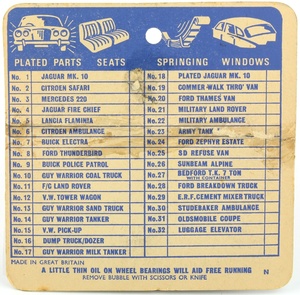 PLATED PARTS SEATS SPRINGING WINDOWS
No. 1 JAGUAR MK. 10
No. 2 CITROEN SAFARI
No. 3 MERCEDES 220
No. 4 JAGUAR FIRE CHIEF
No. 5 LANCIA FLAMINIA
No. 6 CITROEN AMBULANCE
No. 7 BUICK ELECTRA
No. 8 FORD THUNDERBIRD
No. 9 BUICK POLICE PATROL
No. 10 GUY WARRIOR COAL TRUCK
No. 11 F/C LAND ROVER
No. 12 V.W. TOWER WAGON
No. 13 GUY WARRIOR SAND TRUCK
No. 14 GUY WARRIOR TANKER
No. 15 V.W. PICK-UP
No. 16 DUMP TRUCK/DOZER
No. 17 GUY WARRIOR MILK TANKER
No. 18 PLATED JAGUAR MK. 10
No. 19 COMMER WALK THRO' VAN
No. 20 FORD THAMES VAN
No. 21 MILITARY LAND ROVER
No. 22 MILITARY AMBULANCE
No. 23 ARMY TANK
No. 24 FORD ZEPHYR ESTATE
No. 25 SD REFUSE VAN
No. 26 SUNBEAM ALPINE
No. 27 BEDFORD T.K. 7 TON
WITH CONTAINER
No. 28 FORD BREAKDOWN TRUCK
No. 29 E.R.F. CEMENT MIXER TRUCK
No. 30 STUDEBAKER AMBULANCE
No. 31 OLDSMOBILE COUPE
No. 32 LUGGAGE ELEVATOR
MADE IN GREAT BRITAIN
A LITTLE THIN OIL ON WHEEL BEARINGS WILL AID FREE RUNNING
REMOVE BUBBLE WITH SCISSORS OR KNIFE N